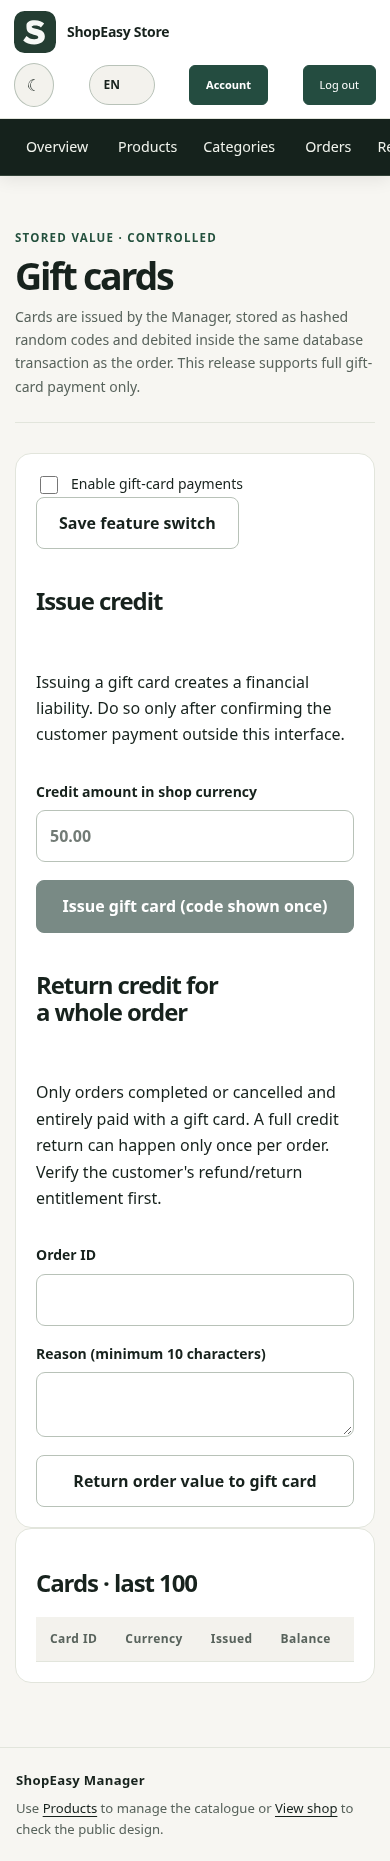 S ShopEasy Store
☾ EN Account Log out
Overview Products Categories Orders Re
STORED VALUE · CONTROLLED
Gift cards
Cards are issued by the Manager, stored as hashed
random codes and debited inside the same database
transaction as the order. This release supports full gift-
card payment only.
Enable gift-card payments
Save feature switch
Issue credit
Issuing a gift card creates a financial
liability. Do so only after confirming the
customer payment outside this interface.
Credit amount in shop currency
50.00
Issue gift card (code shown once)
Return credit for
a whole order
Only orders completed or cancelled and
entirely paid with a gift card. A full credit
return can happen only once per order.
Verify the customer's refund/return
entitlement first.
Order ID
Reason (minimum 10 characters)
Return order value to gift card
Cards · last 100
Card ID Currency Issued Balance
ShopEasy Manager
Use Products to manage the catalogue or View shop to
check the public design.